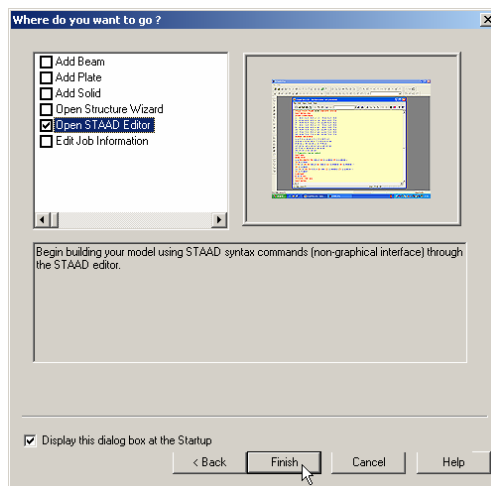 Where do you want to go ?
Add Beam
Add Plate
Add Solid
Open Structure Wizard
Open STAAD Editor
Edit Job Information
Begin building your model using STAAD syntax commands (non-graphical interface) through
the STAAD editor.
Display this dialog box at the Startup
< Back
Finish
Cancel
Help